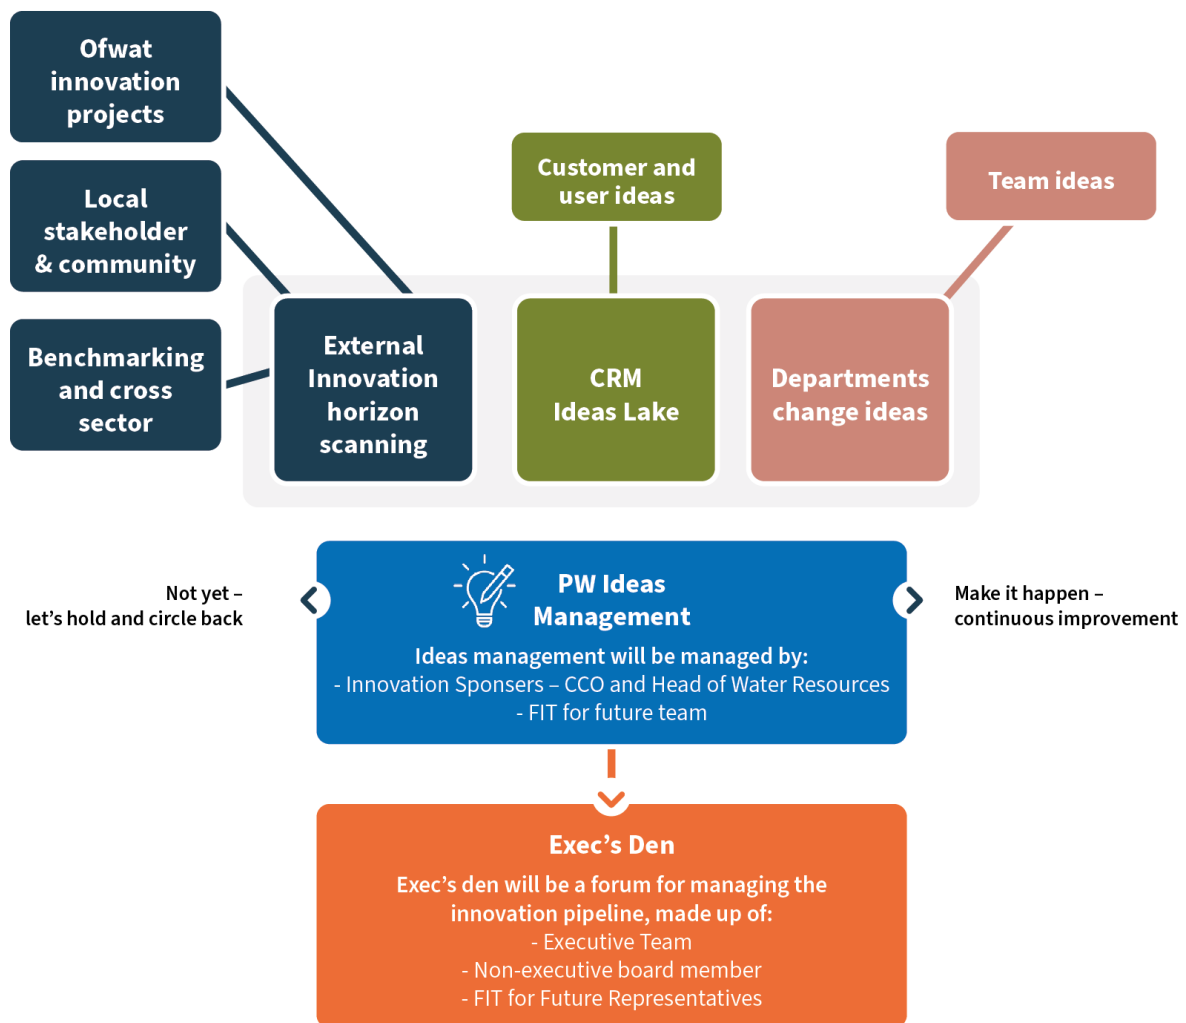 Ofwat
innovation
projects
Local
stakeholder
& community
Benchmarking
and cross
sector
Customer and
user ideas
Team ideas
External
Innovation
horizon
scanning
CRM
Ideas Lake
Departments
change ideas
Not yet –
let’s hold and circle back
PW Ideas
Management
Ideas management will be managed by:
- Innovation Sponsers – CCO and Head of Water Resources
- FIT for future team
Make it happen –
continuous improvement
Exec’s Den
Exec’s den will be a forum for managing the
innovation pipeline, made up of:
- Executive Team
- Non-executive board member
- FIT for Future Representatives